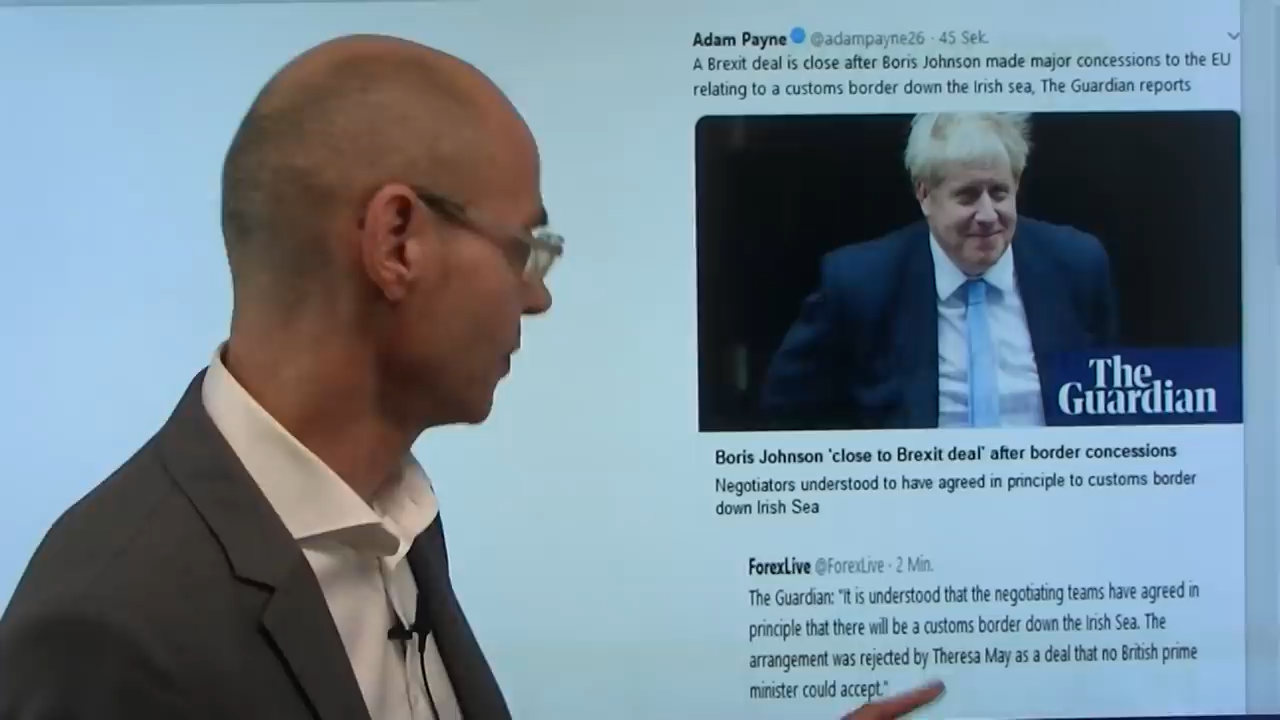 Adam Payne @adampayne26 · 45 Sek.
A Brexit deal is close after Boris Johnson made major concessions to the EU
relating to a customs border down the Irish sea, The Guardian reports
The
Guardian
Boris Johnson 'close to Brexit deal' after border concessions
Negotiators understood to have agreed in principle to customs border
down Irish Sea
ForexLive @ForexLive · 2 Min.
The Guardian: "It is understood that the negotiating teams have agreed in
principle that there will be a customs border down the Irish Sea. The
arrangement was rejected by Theresa May as a deal that no British prime
minister could accept."